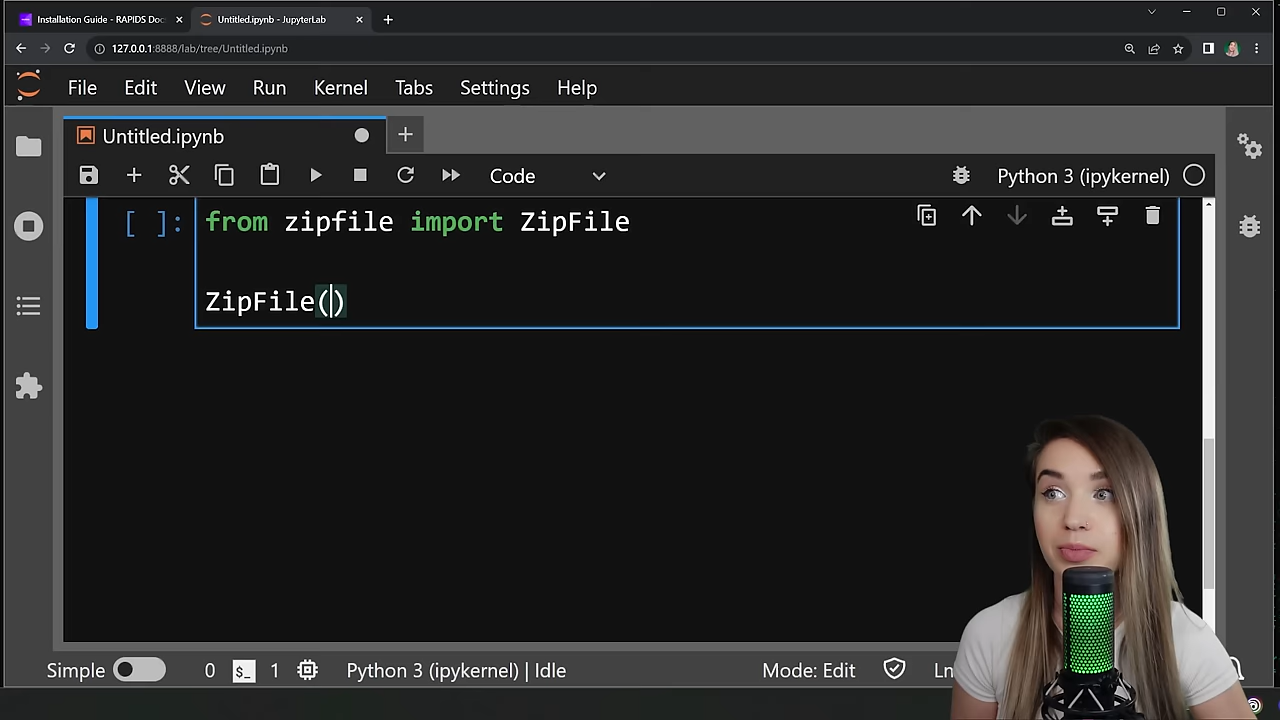 Installation Guide - RAPIDS Doc
Untitled.ipynb - JupyterLab
127.0.0.1:8888/lab/tree/Untitled.ipynb
File Edit View Run Kernel Tabs Settings Help
Untitled.ipynb
Code
Python 3 (ipykernel)
[ ]: from zipfile import ZipFile
ZipFile()
Simple 0 $_ 1 Python 3 (ipykernel) | Idle Mode: Edit Ln